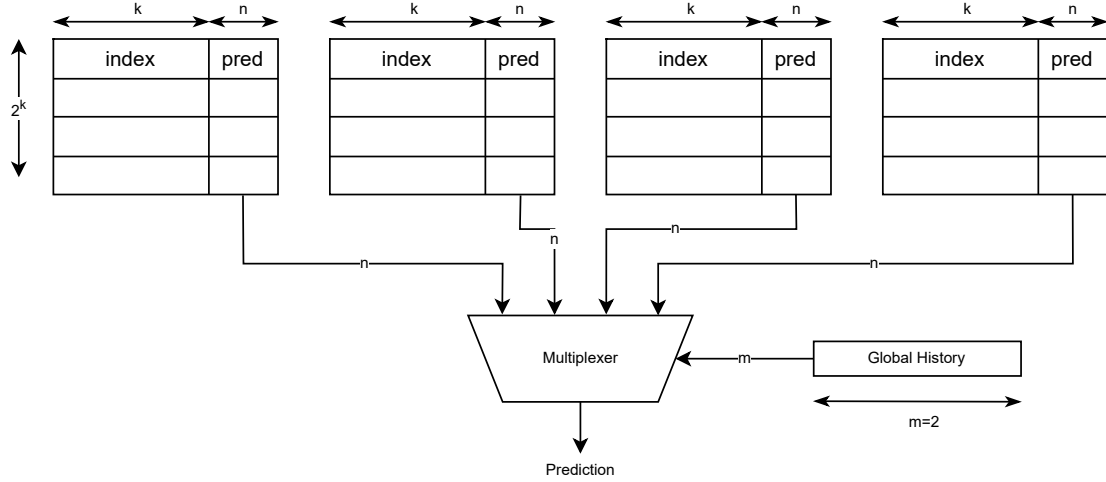 k n k n k n k n
index pred index pred index pred index pred
2^k
n
n
n
n
Multiplexer
m
Global History
m=2
Prediction